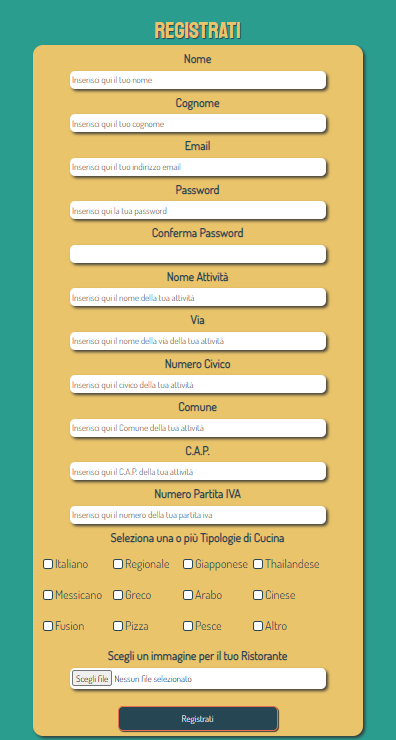 REGISTRATI
Nome
Inserisci qui il tuo nome
Cognome
Inserisci qui il tuo cognome
Email
Inserisci qui il tuo indirizzo email
Password
Inserisci qui la tua password
Conferma Password
Nome Attività
Inserisci qui il nome della tua attività
Via
Inserisci qui il nome della via della tua attività
Numero Civico
Inserisci qui il civico della tua attività
Comune
Inserisci qui il Comune della tua attività
C.A.P.
Inserisci qui il C.A.P. della tua attività
Numero Partita IVA
Inserisci qui il numero della tua partita iva
Seleziona una o più Tipologie di Cucina
Italiano Regionale Giapponese Thailandese
Messicano Greco Arabo Cinese
Fusion Pizza Pesce Altro
Scegli un immagine per il tuo Ristorante
Scegli file Nessun file selezionato
Registrati